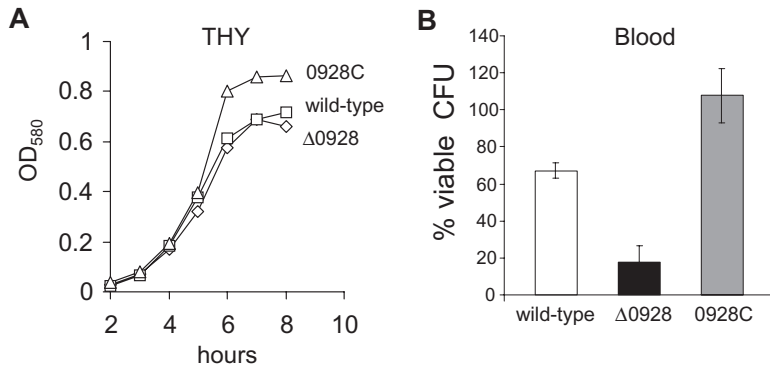 A
THY
OD580
1
0.8
0.6
0.4
0.2
0
2 4 6 8 10
hours
0928C
wild-type
Δ0928
B
Blood
% viable CFU
140
120
100
80
60
40
20
0
wild-type Δ0928 0928C